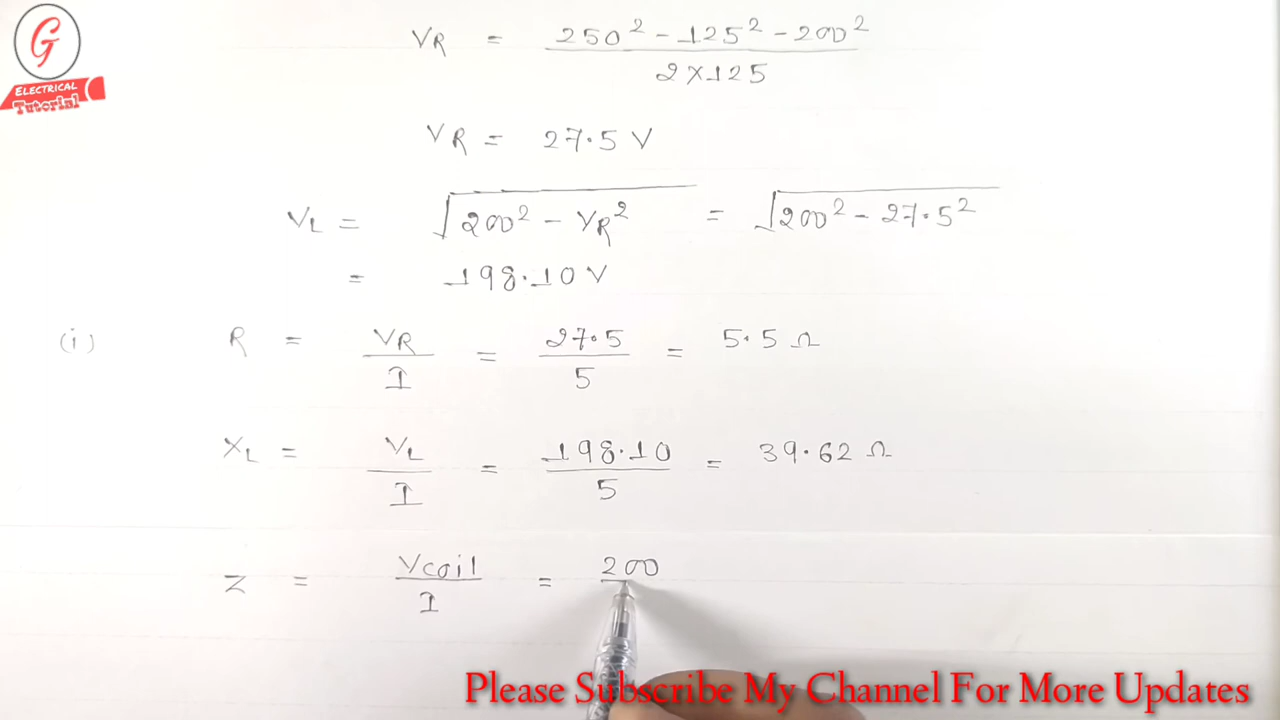 G
ELECTRICAL
Tutorial
VR = 250² - 125² - 200² / 2 × 125
VR = 27.5 V
VL = √200² - VR² = √200² - 27.5²
= 198.10 V
(i) R = VR / I = 27.5 / 5 = 5.5 Ω
XL = VL / I = 198.10 / 5 = 39.62 Ω
Z = Vcoil / I = 200
Please Subscribe My Channel For More Updates